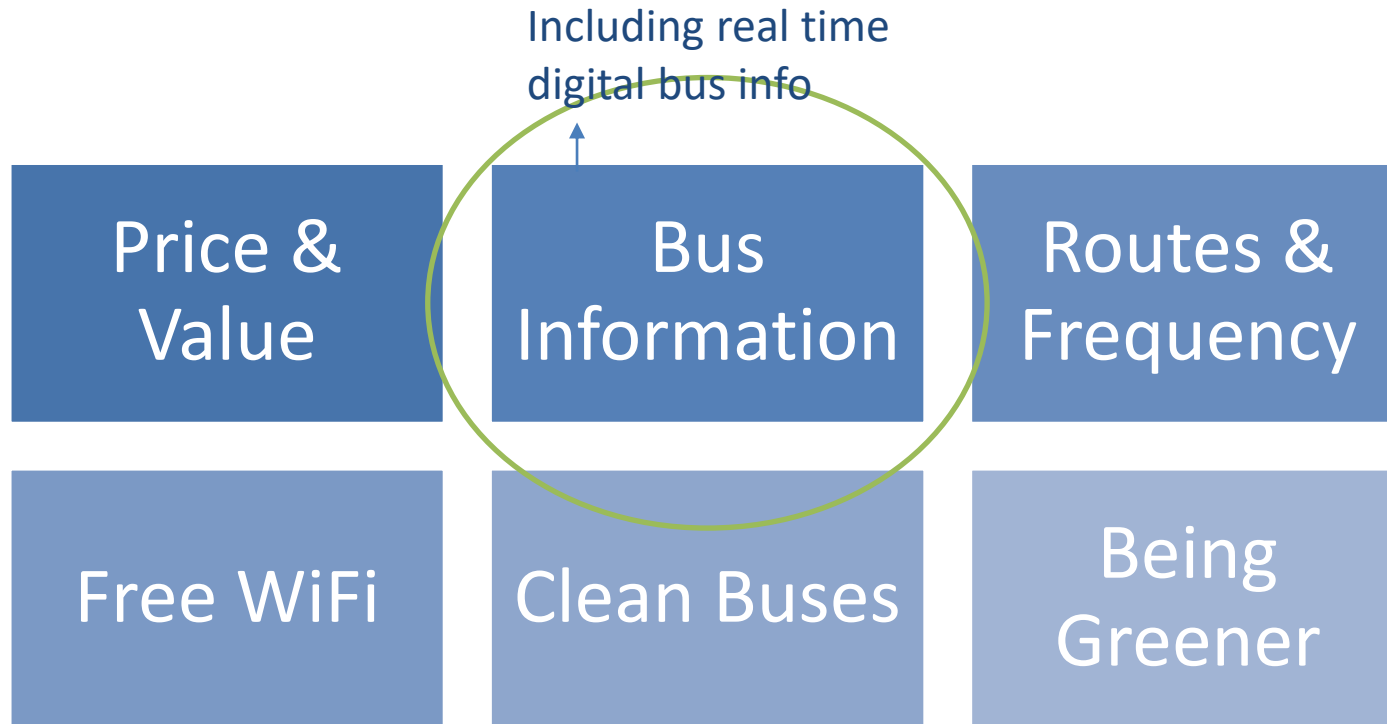 Including real time
digital bus info
Price &
Value
Bus
Information
Routes &
Frequency
Free WiFi
Clean Buses
Being
Greener